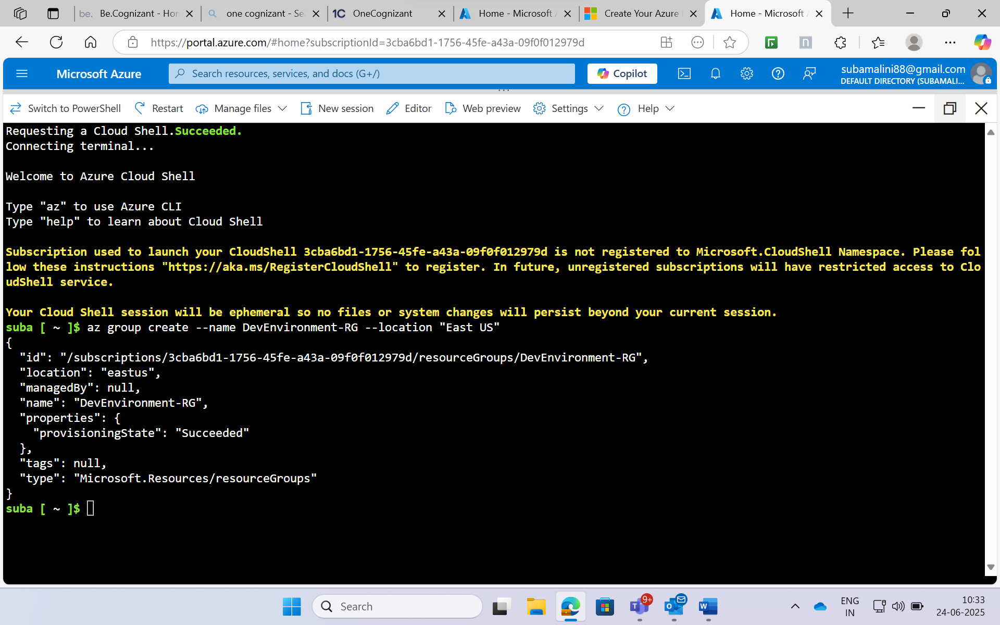 be. Be.Cognizant - Hor
one cognizant - Se
1C OneCognizant
Home - Microsoft A
Create Your Azure
Home - Microsoft A
https://portal.azure.com/#home?subscriptionId=3cba6bd1-1756-45fe-a43a-09f0f012979d
n
Microsoft Azure
Search resources, services, and docs (G+/)
Copilot
subamalini88@gmail.com
DEFAULT DIRECTORY (SUBAMALI...
Switch to PowerShell
Restart
Manage files
New session
Editor
Web preview
Settings
Help
Requesting a Cloud Shell.Succeeded.
Connecting terminal...
Welcome to Azure Cloud Shell
Type "az" to use Azure CLI
Type "help" to learn about Cloud Shell
Subscription used to launch your CloudShell 3cba6bd1-1756-45fe-a43a-09f0f012979d is not registered to Microsoft.CloudShell Namespace. Please fol
low these instructions "https://aka.ms/RegisterCloudShell" to register. In future, unregistered subscriptions will have restricted access to Clo
udShell service.
Your Cloud Shell session will be ephemeral so no files or system changes will persist beyond your current session.
suba [ ~ ]$ az group create --name DevEnvironment-RG --location "East US"
{
  "id": "/subscriptions/3cba6bd1-1756-45fe-a43a-09f0f012979d/resourceGroups/DevEnvironment-RG",
  "location": "eastus",
  "managedBy": null,
  "name": "DevEnvironment-RG",
  "properties": {
    "provisioningState": "Succeeded"
  },
  "tags": null,
  "type": "Microsoft.Resources/resourceGroups"
}
suba [ ~ ]$
Search
9+
ENG
IN
10:33
24-06-2025